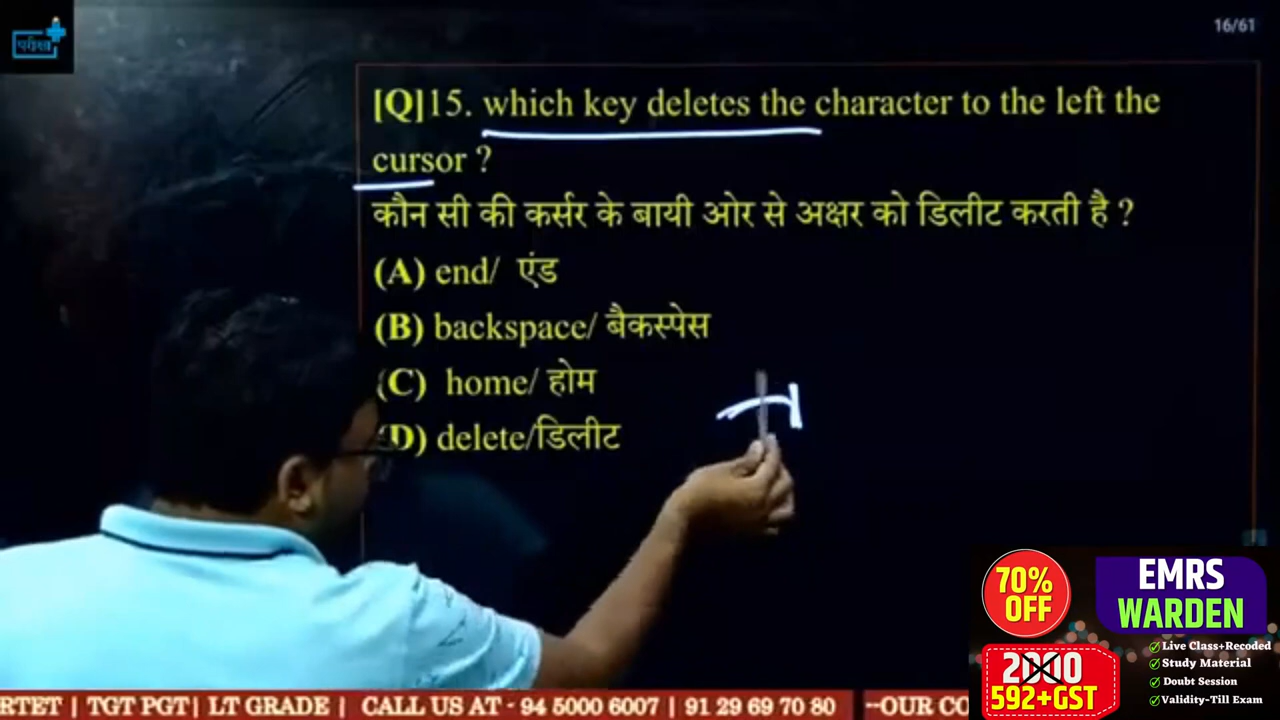 परीक्षा
16/61
[Q]15. which key deletes the character to the left the
cursor ?
कौन सी की कर्सर के बायी ओर से अक्षर को डिलीट करती है ?
(A) end/ एंड
(B) backspace/ बैकस्पेस
(C) home/ होम
(D) delete/डिलीट
70%
OFF
EMRS
WARDEN
2000
592+GST
Live Class+Recoded
Study Material
Doubt Session
Validity-Till Exam
RTET | TGT PGT | LT GRADE CALL US AT - 94 5000 6007 | 91 29 69 70 80 --OUR CO